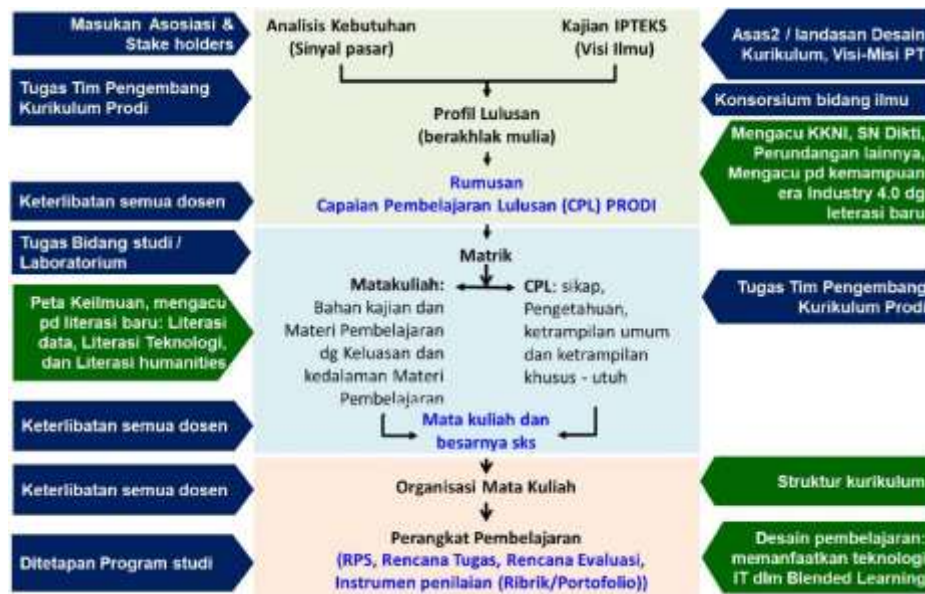 Masukan Asosiasi &
Stake holders
Analisis Kebutuhan
(Sinyal pasar)
Kajian IPTEKS
(Visi Ilmu)
Asas2 / landasan Desain
Kurikulum, Visi-Misi PT
Tugas Tim Pengembang
Kurikulum Prodi
Konsorsium bidang ilmu
Profil Lulusan
(berakhlak mulia)
Mengacu KKNI, SN Dikti,
Perundangan lainnya,
Mengacu pd kemampuan
era Industry 4.0 dg
leterasi baru
Keterlibatan semua dosen
Rumusan
Capaian Pembelajaran Lulusan (CPL) PRODI
Tugas Bidang studi /
Laboratorium
Matrik
Matakuliah:
Bahan kajian dan
Materi Pembelajaran
dg Keluasan dan
kedalaman Materi
Pembelajaran
CPL: sikap,
Pengetahuan,
ketrampilan umum
dan ketrampilan
khusus - utuh
Tugas Tim Pengembang
Kurikulum Prodi
Peta Keilmuan, mengacu
pd literasi baru: Literasi
data, Literasi Teknologi,
dan Literasi humanities
Keterlibatan semua dosen
Mata kuliah dan
besarnya sks
Keterlibatan semua dosen
Organisasi Mata Kuliah
Struktur kurikulum
Ditetapan Program studi
Perangkat Pembelajaran
(RPS, Rencana Tugas, Rencana Evaluasi,
Instrumen penilaian (Ribrik/Portofolio))
Desain pembelajaran:
memanfaatkan teknologi
IT dlm Blended Learning